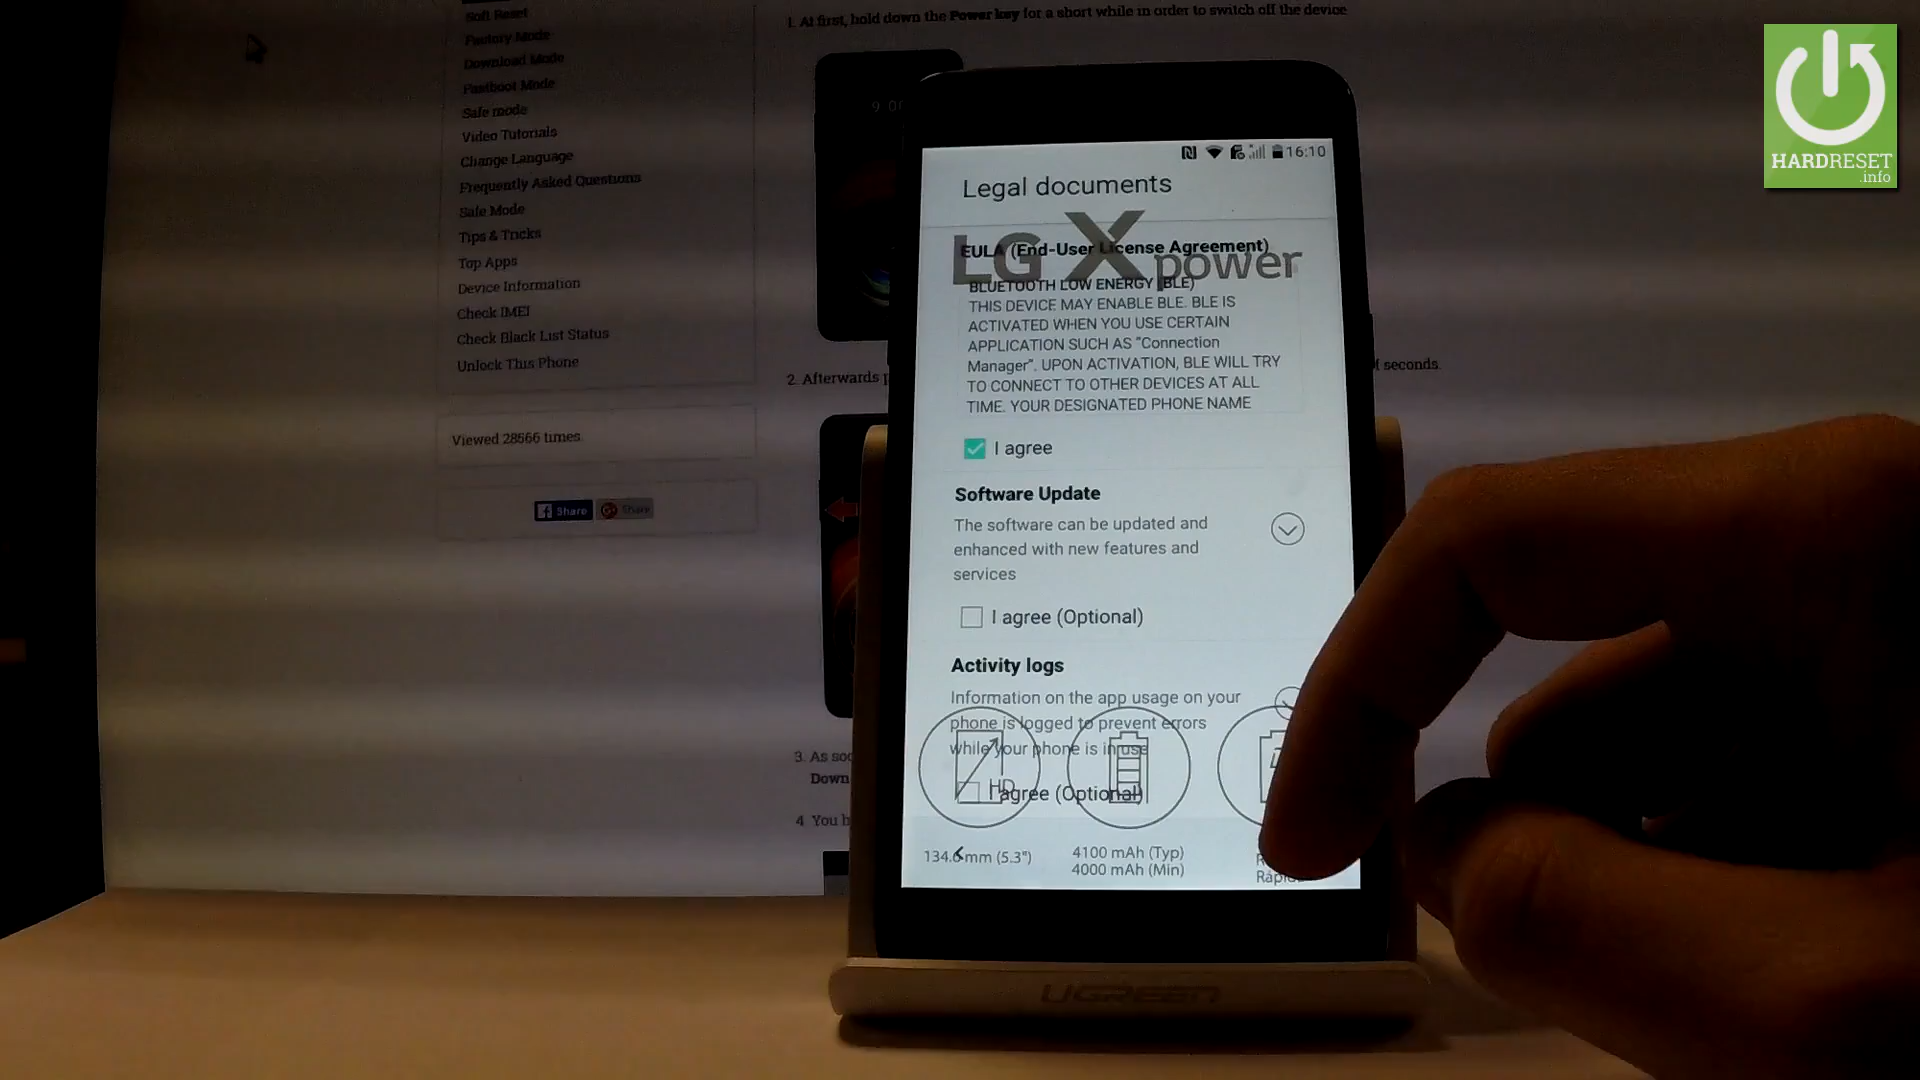 Soft Reset
Factory Mode
Download Mode
Fastboot Mode
Safe mode
Video Tutorials
Change Language
Frequently Asked Questions
Safe Mode
Tips & Tricks
Top Apps
Device Information
Check IMEI
Check Black List Status
Unlock This Phone
Viewed 28566 times
Share
Share
1. At first, hold down the Power key for a short while in order to switch off the device
2. Afterwards
of seconds.
3. As soo
Down
4. You h
16:10
Legal documents
LG X power
EULA (End-User License Agreement)
BLUETOOTH LOW ENERGY (BLE)
THIS DEVICE MAY ENABLE BLE. BLE IS
ACTIVATED WHEN YOU USE CERTAIN
APPLICATION SUCH AS "Connection
Manager". UPON ACTIVATION, BLE WILL TRY
TO CONNECT TO OTHER DEVICES AT ALL
TIME. YOUR DESIGNATED PHONE NAME
I agree
Software Update
The software can be updated and
enhanced with new features and
services
I agree (Optional)
Activity logs
Information on the app usage on your
phone is logged to prevent errors
while your phone is in use
HD
I agree (Optional)
134.6 mm (5.3")
4100 mAh (Typ)
4000 mAh (Min)
UGREEN
HARDRESET
.info